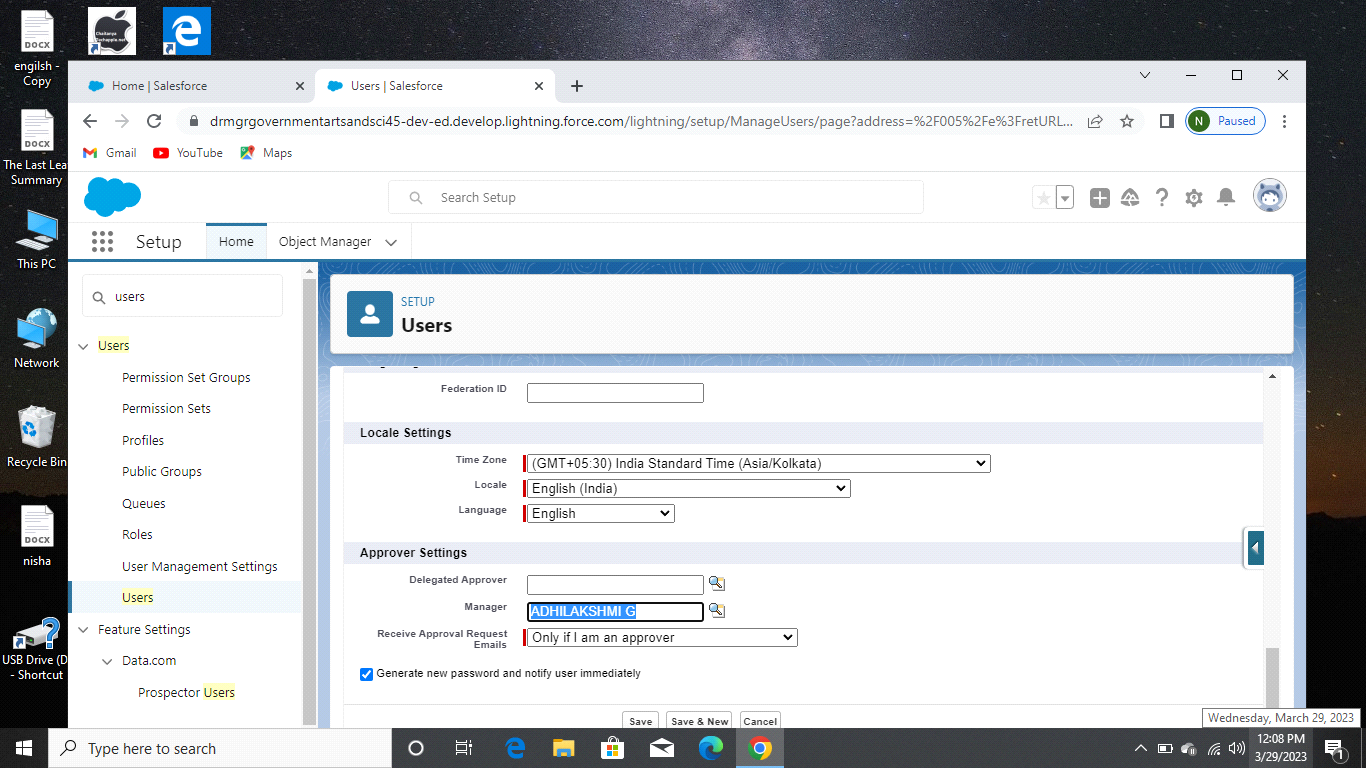 engilsh -
Copy
The Last Lea
Summary
This PC
Network
Recycle Bin
nisha
USB Drive (D
- Shortcut
Home | Salesforce
Users | Salesforce
drmgrgovernmentartsandsci45-dev-ed.develop.lightning.force.com/lightning/setup/ManageUsers/page?address=%2F005%2Fe%3FretURL...
N
Paused
Gmail
YouTube
Maps
Search Setup
Setup
Home
Object Manager
users
Users
Permission Set Groups
Permission Sets
Profiles
Public Groups
Queues
Roles
User Management Settings
Users
Feature Settings
Data.com
Prospector Users
SETUP
Users
Federation ID
Locale Settings
Time Zone
(GMT+05:30) India Standard Time (Asia/Kolkata)
Locale
English (India)
Language
English
Approver Settings
Delegated Approver
Manager
ADHILAKSHMI G
Receive Approval Request
Emails
Only if I am an approver
Generate new password and notify user immediately
Save
Save & New
Cancel
Wednesday, March 29, 2023
Type here to search
12:08 PM
3/29/2023
1
DOCX
DOCX
DOCX